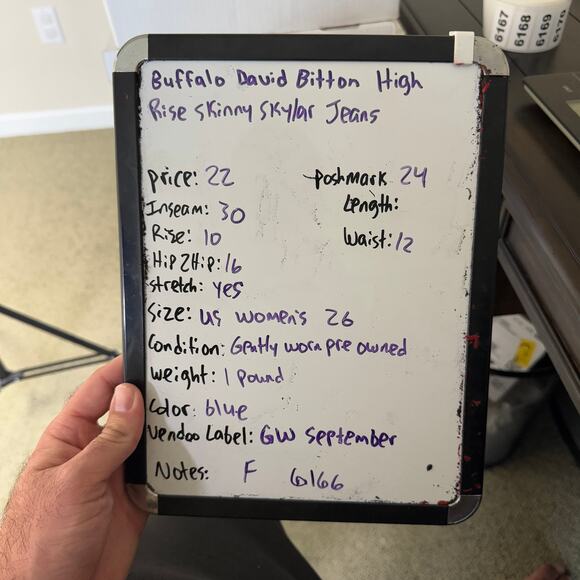 Buffalo David Bitton High
Rise Skinny Skylar Jeans
price: 22
poshmark 24
Inseam: 30
Length:
Rise: 10
Waist: 12
Hip 2 Hip: 16
stretch: yes
Size: US women's 26
Condition: Gently worn pre owned
Weight: 1 pound
Color: blue
Vendoo Label: GW September
Notes: F 6166
6167
6168
6169
6170